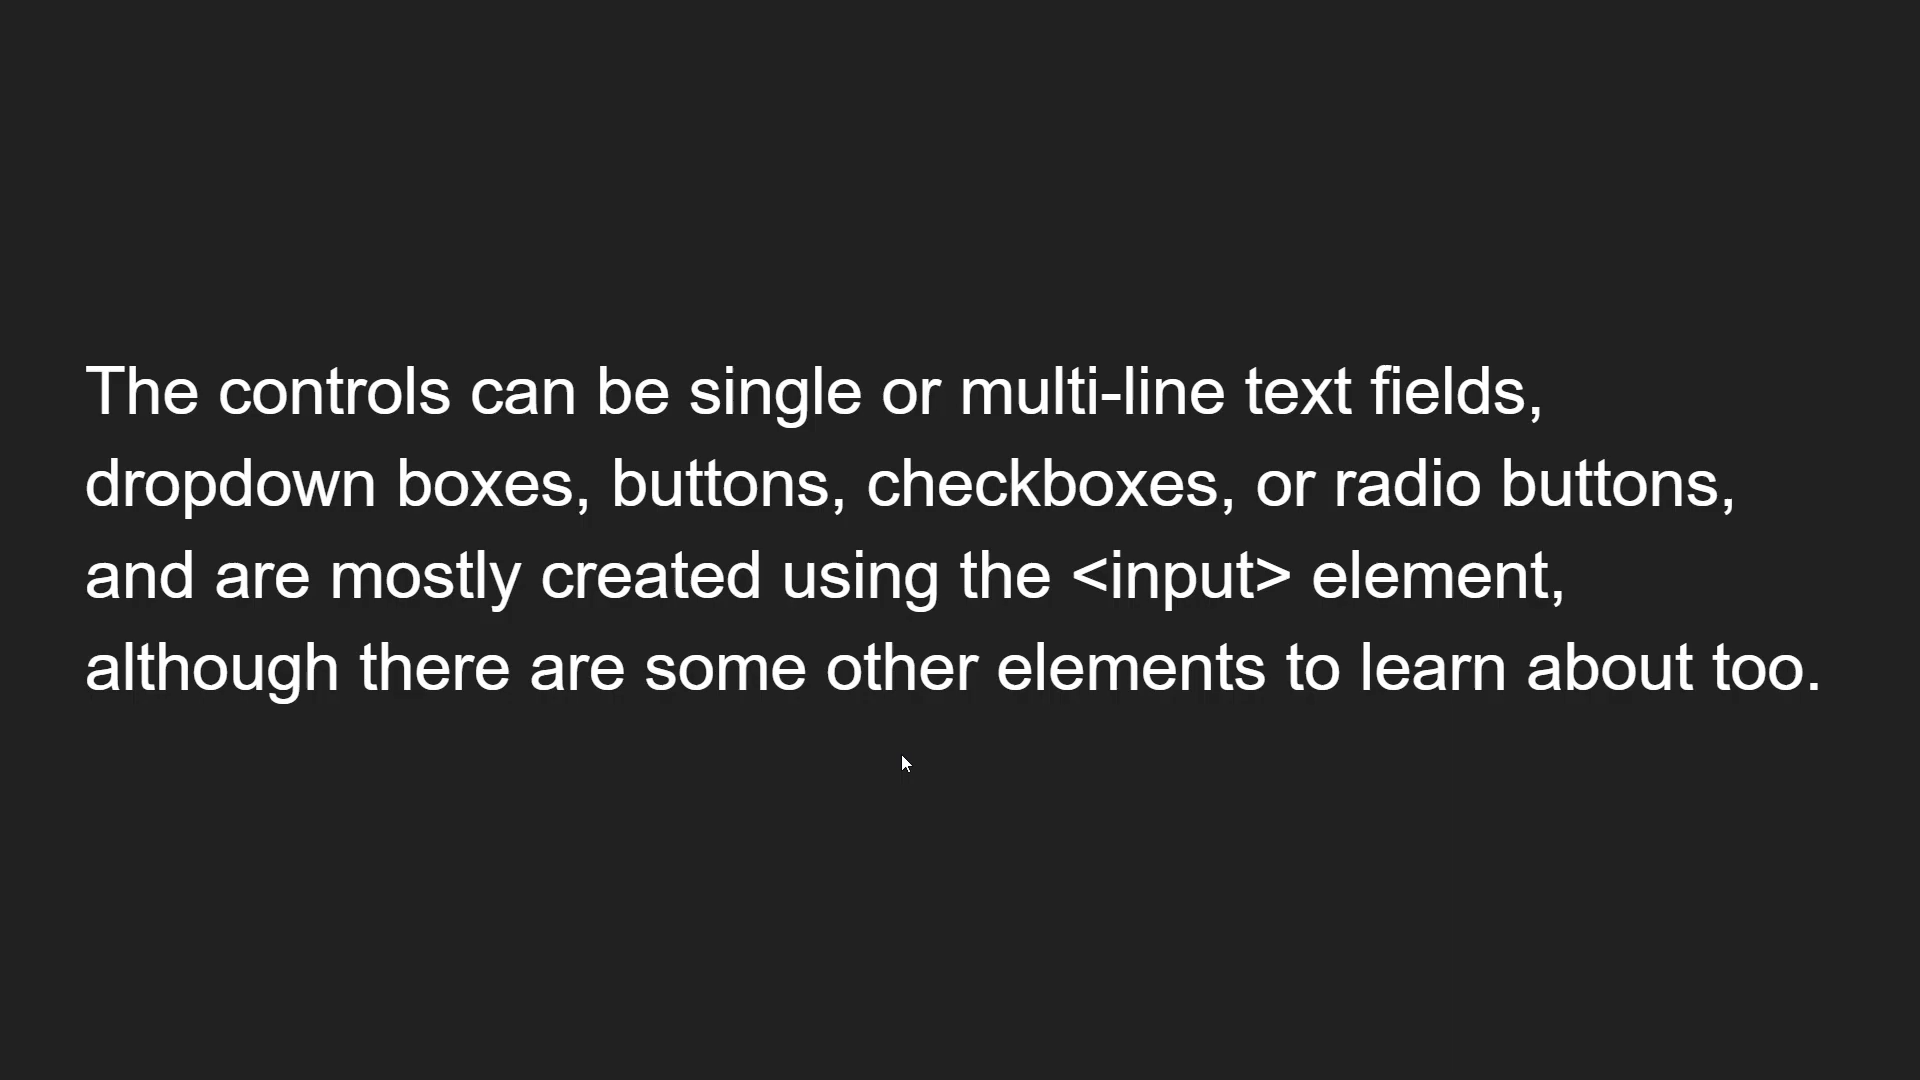 The controls can be single or multi-line text fields,
dropdown boxes, buttons, checkboxes, or radio buttons,
and are mostly created using the <input> element,
although there are some other elements to learn about too.